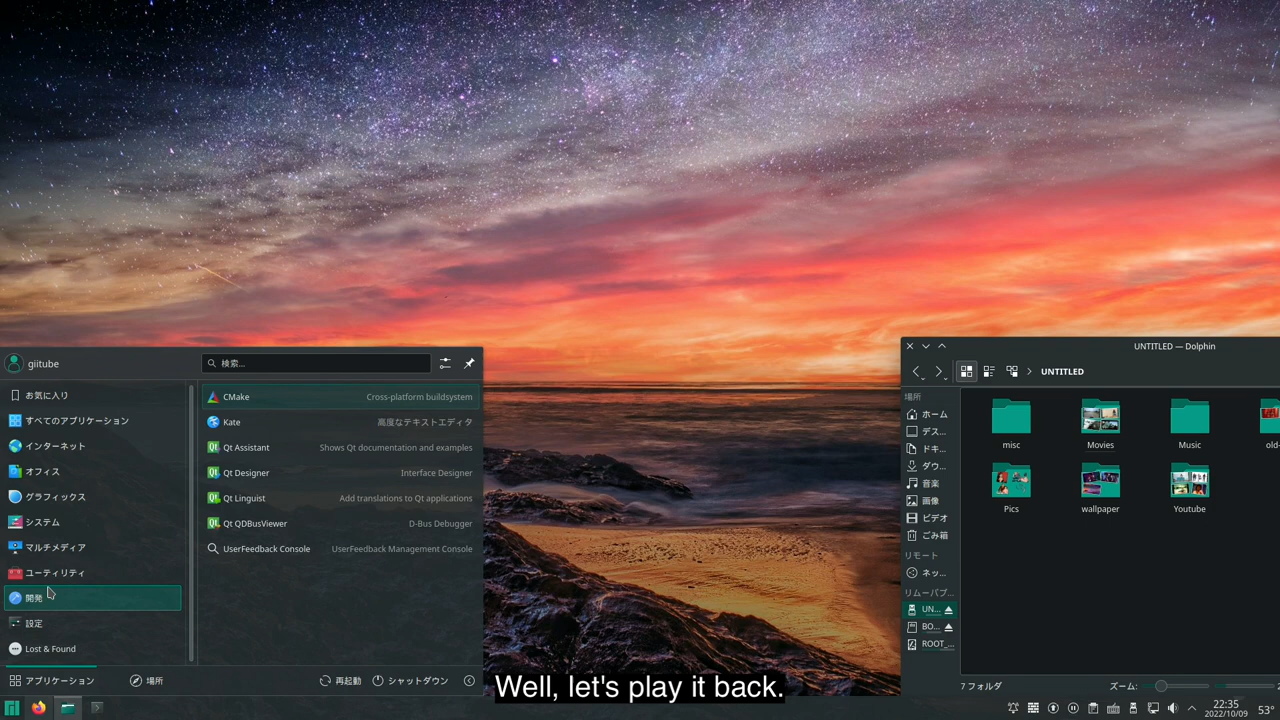 giitube
検索...
お気に入り
すべてのアプリケーション
インターネット
オフィス
グラフィックス
システム
マルチメディア
ユーティリティ
開発
設定
Lost & Found
CMake Cross-platform buildsystem
Kate 高度なテキストエディタ
Qt Assistant Shows Qt documentation and examples
Qt Designer Interface Designer
Qt Linguist Add translations to Qt applications
Qt QDBusViewer D-Bus Debugger
UserFeedback Console UserFeedback Management Console
アプリケーション 場所 再起動 シャットダウン
UNTITLED — Dolphin
UNTITLED
場所
ホーム
デス...
ドキ...
ダウ...
音楽
画像
ビデオ
ごみ箱
リモート
ネッ...
リムーバブ...
UN...
BO...
ROOT_...
misc Movies Music old-
Pics wallpaper Youtube
7 フォルダ ズーム:
Well, let's play it back.
22:35
2022/10/09
53°